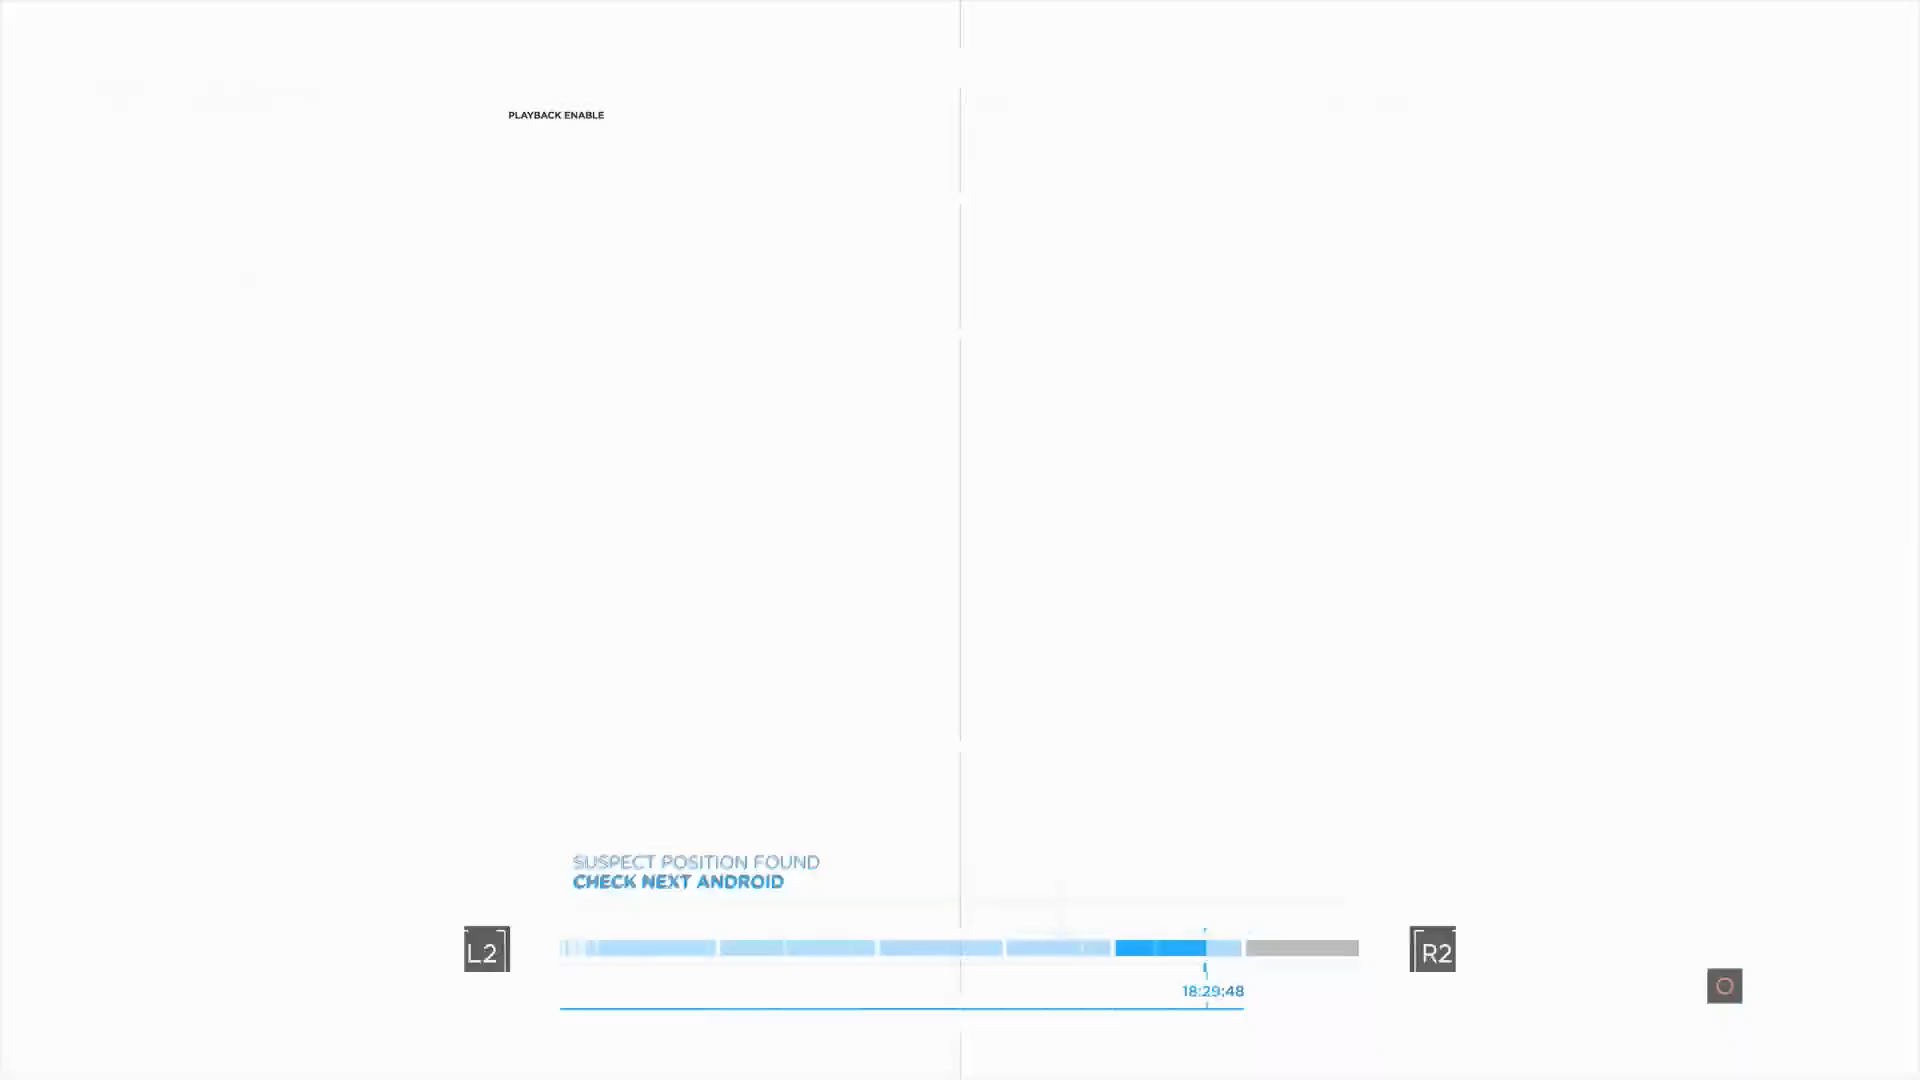 PLAYBACK ENABLE
SUSPECT POSITION FOUND
CHECK NEXT ANDROID
L2
R2
18:29:48